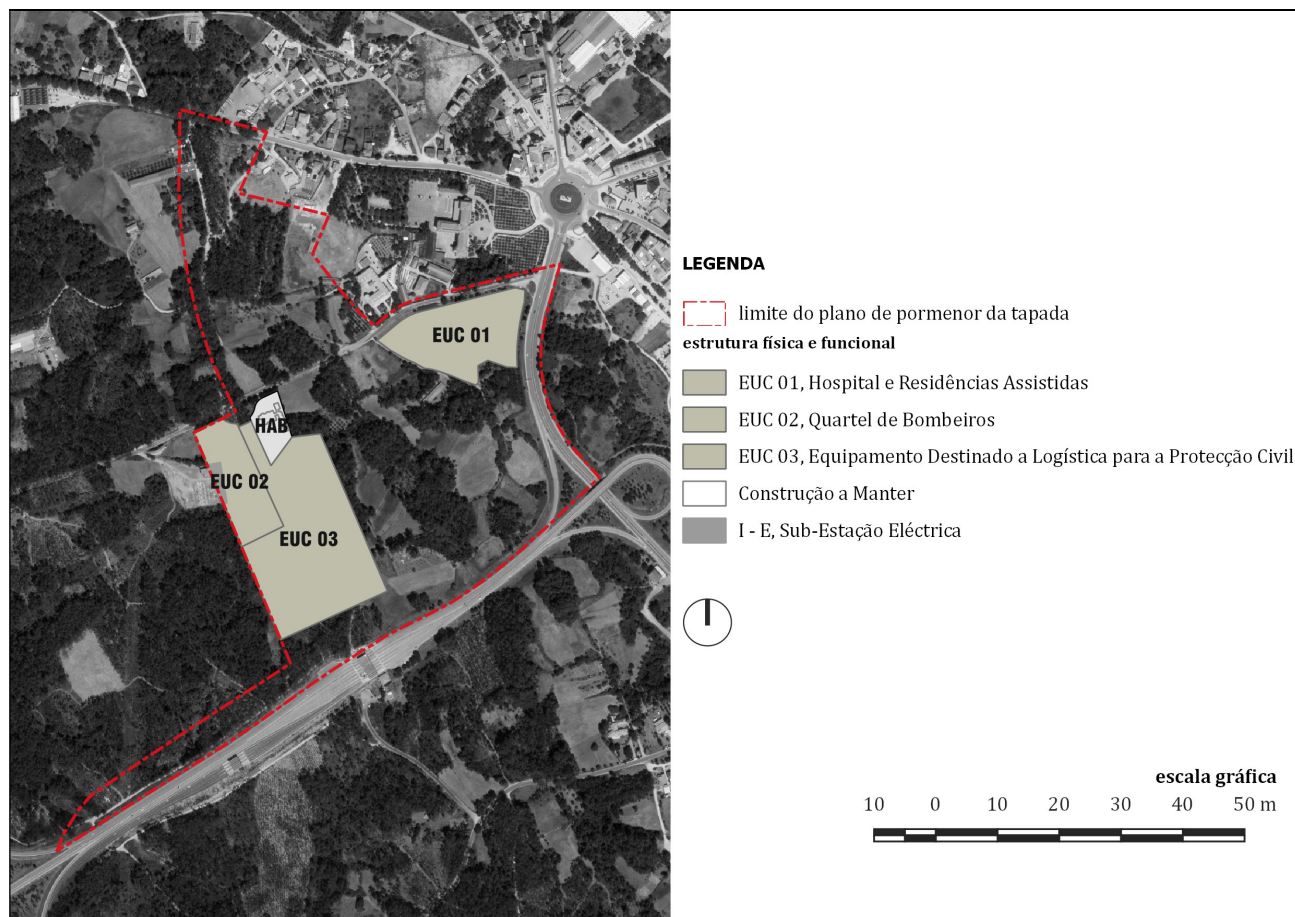 EUC 01
HAB
EUC 02
EUC 03
LEGENDA
limite do plano de pormenor da tapada
estrutura física e funcional
EUC 01, Hospital e Residências Assistidas
EUC 02, Quartel de Bombeiros
EUC 03, Equipamento Destinado a Logística para a Protecção Civil
Construção a Manter
I - E, Sub-Estação Eléctrica
escala gráfica
10 0 10 20 30 40 50 m